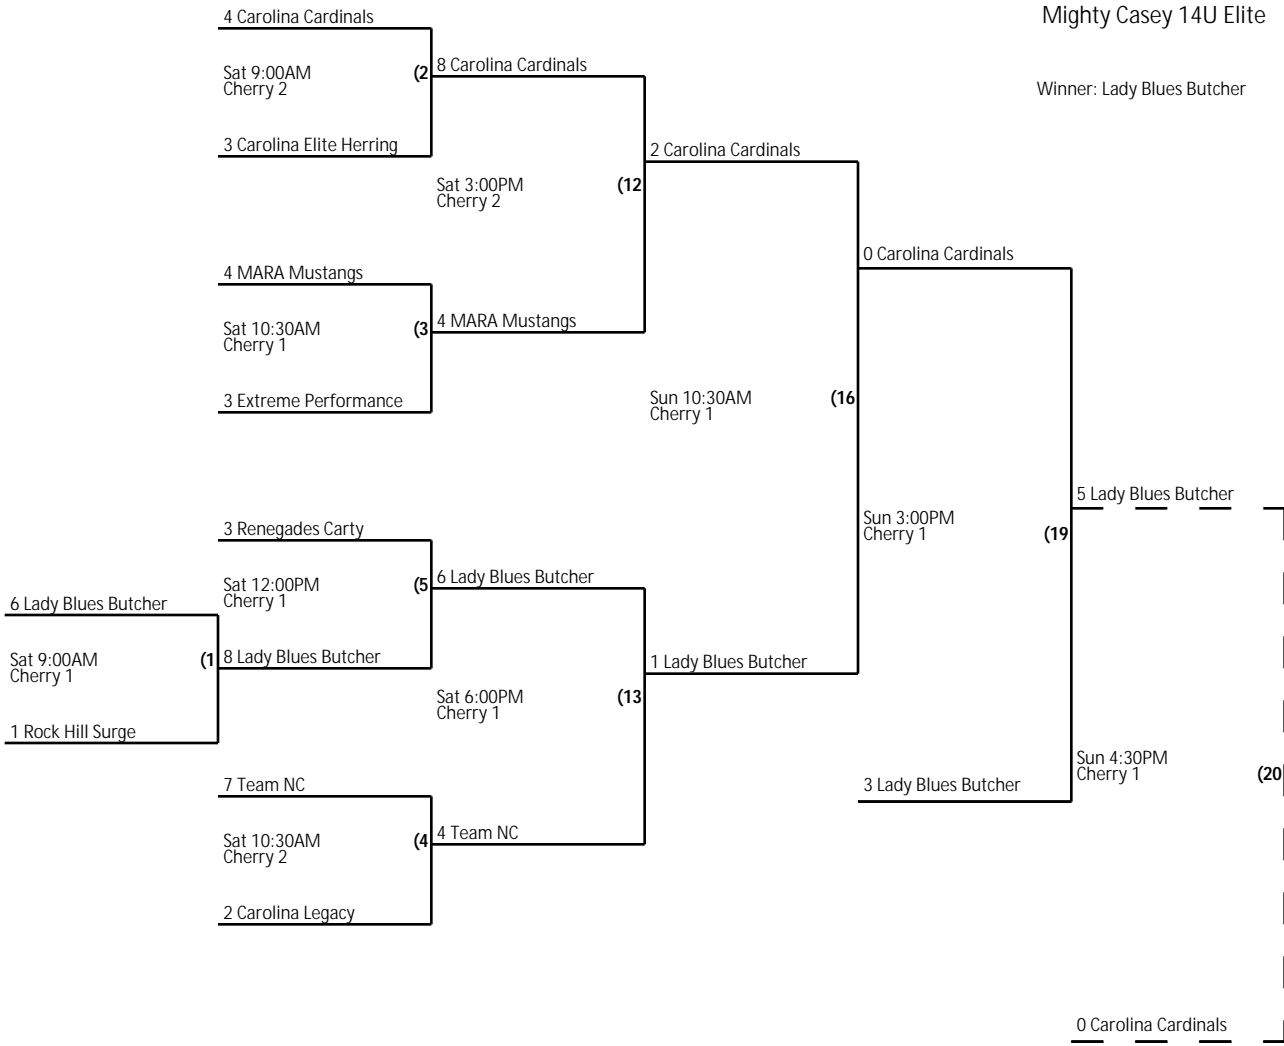 Mighty Casey 14U Elite
Winner: Lady Blues Butcher
4 Carolina Cardinals
Sat 9:00AM
Cherry 2
(2
3 Carolina Elite Herring
8 Carolina Cardinals
Sat 3:00PM
Cherry 2
(12
4 MARA Mustangs
Sat 10:30AM
Cherry 1
(3
3 Extreme Performance
4 MARA Mustangs
2 Carolina Cardinals
Sun 10:30AM
Cherry 1
(16
0 Carolina Cardinals
Sun 3:00PM
Cherry 1
(19
3 Renegades Carty
Sat 12:00PM
Cherry 1
(5
6 Lady Blues Butcher
Sat 9:00AM
Cherry 1
(1
1 Rock Hill Surge
8 Lady Blues Butcher
6 Lady Blues Butcher
Sat 6:00PM
Cherry 1
(13
7 Team NC
Sat 10:30AM
Cherry 2
(4
2 Carolina Legacy
4 Team NC
1 Lady Blues Butcher
3 Lady Blues Butcher
5 Lady Blues Butcher
Sun 4:30PM
Cherry 1
(20
0 Carolina Cardinals